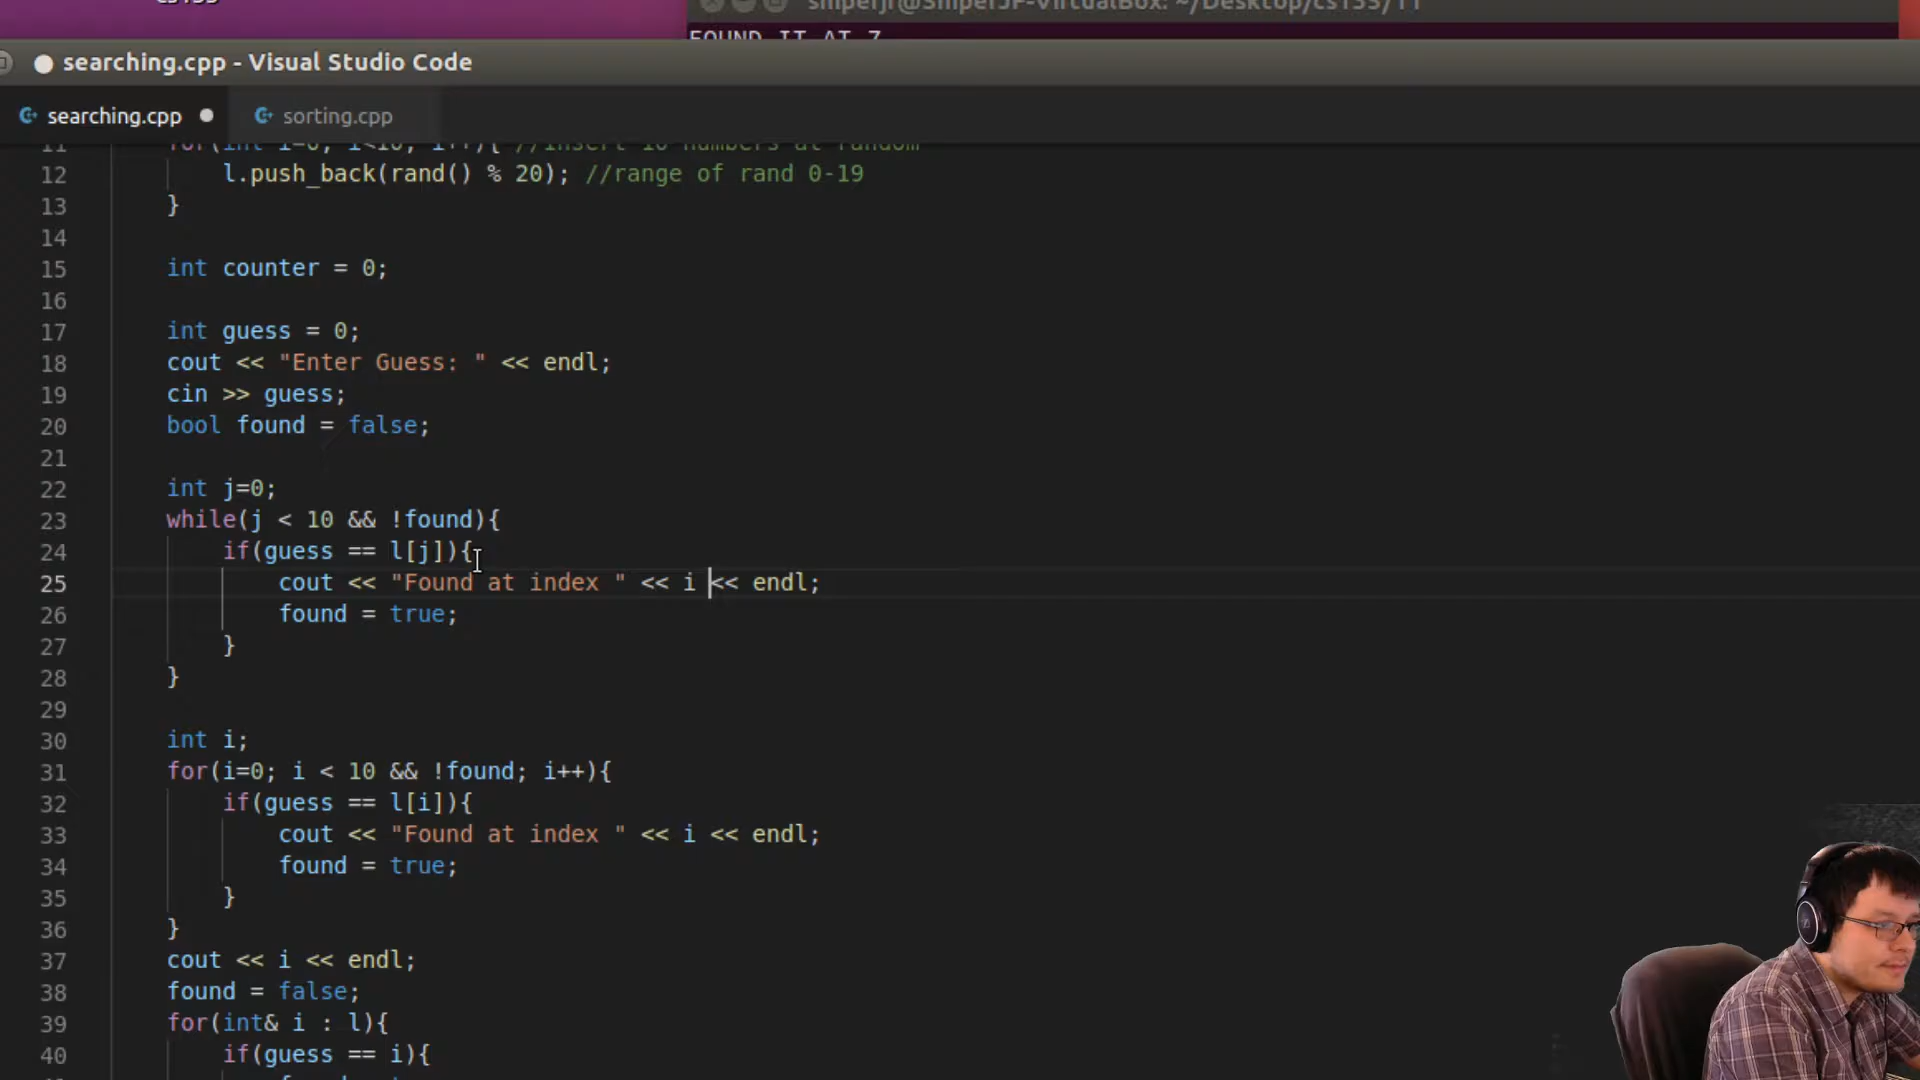 FOUND IT AT 7
searching.cpp - Visual Studio Code
searching.cpp sorting.cpp
11 for(int i=0; i<10; i++){ //insert 10 numbers at random
12 l.push_back(rand() % 20); //range of rand 0-19
13 }
14
15 int counter = 0;
16
17 int guess = 0;
18 cout << "Enter Guess: " << endl;
19 cin >> guess;
20 bool found = false;
21
22 int j=0;
23 while(j < 10 && !found){
24 if(guess == l[j]){
25 cout << "Found at index " << i << endl;
26 found = true;
27 }
28 }
29
30 int i;
31 for(i=0; i < 10 && !found; i++){
32 if(guess == l[i]){
33 cout << "Found at index " << i << endl;
34 found = true;
35 }
36 }
37 cout << i << endl;
38 found = false;
39 for(int& i : l){
40 if(guess == i){